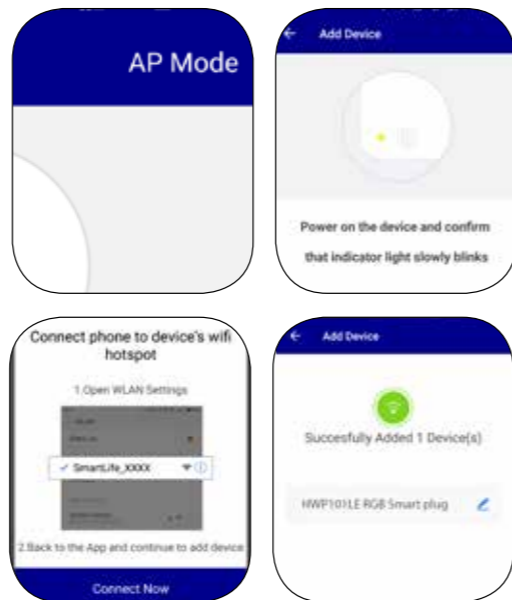 AP Mode
Add Device
Power on the device and confirm
that indicator light slowly blinks
Connect phone to device's wifi
hotspot
1.Open WLAN Settings
SmartLife_XXXX
2.Back to the App and continue to add device
Connect Now
Add Device
Succesfully Added 1 Device(s)
HWP101LE RGB Smart plug